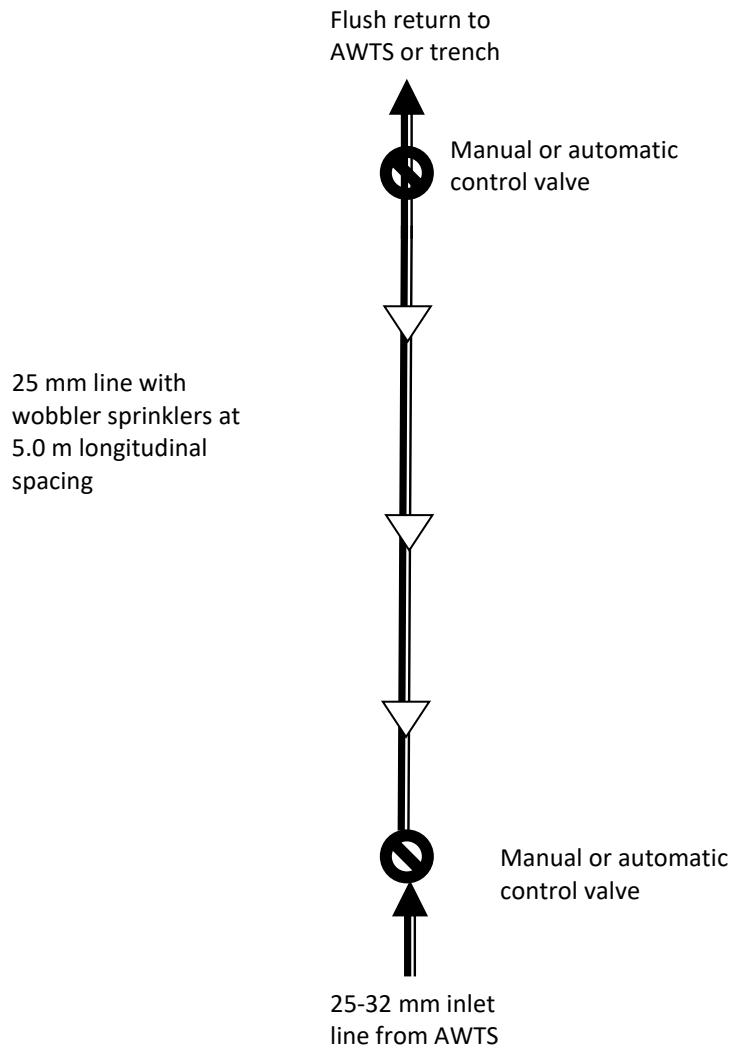 Flush return to
AWTS or trench
Manual or automatic
control valve
25 mm line with
wobbler sprinklers at
5.0 m longitudinal
spacing
Manual or automatic
control valve
25-32 mm inlet
line from AWTS